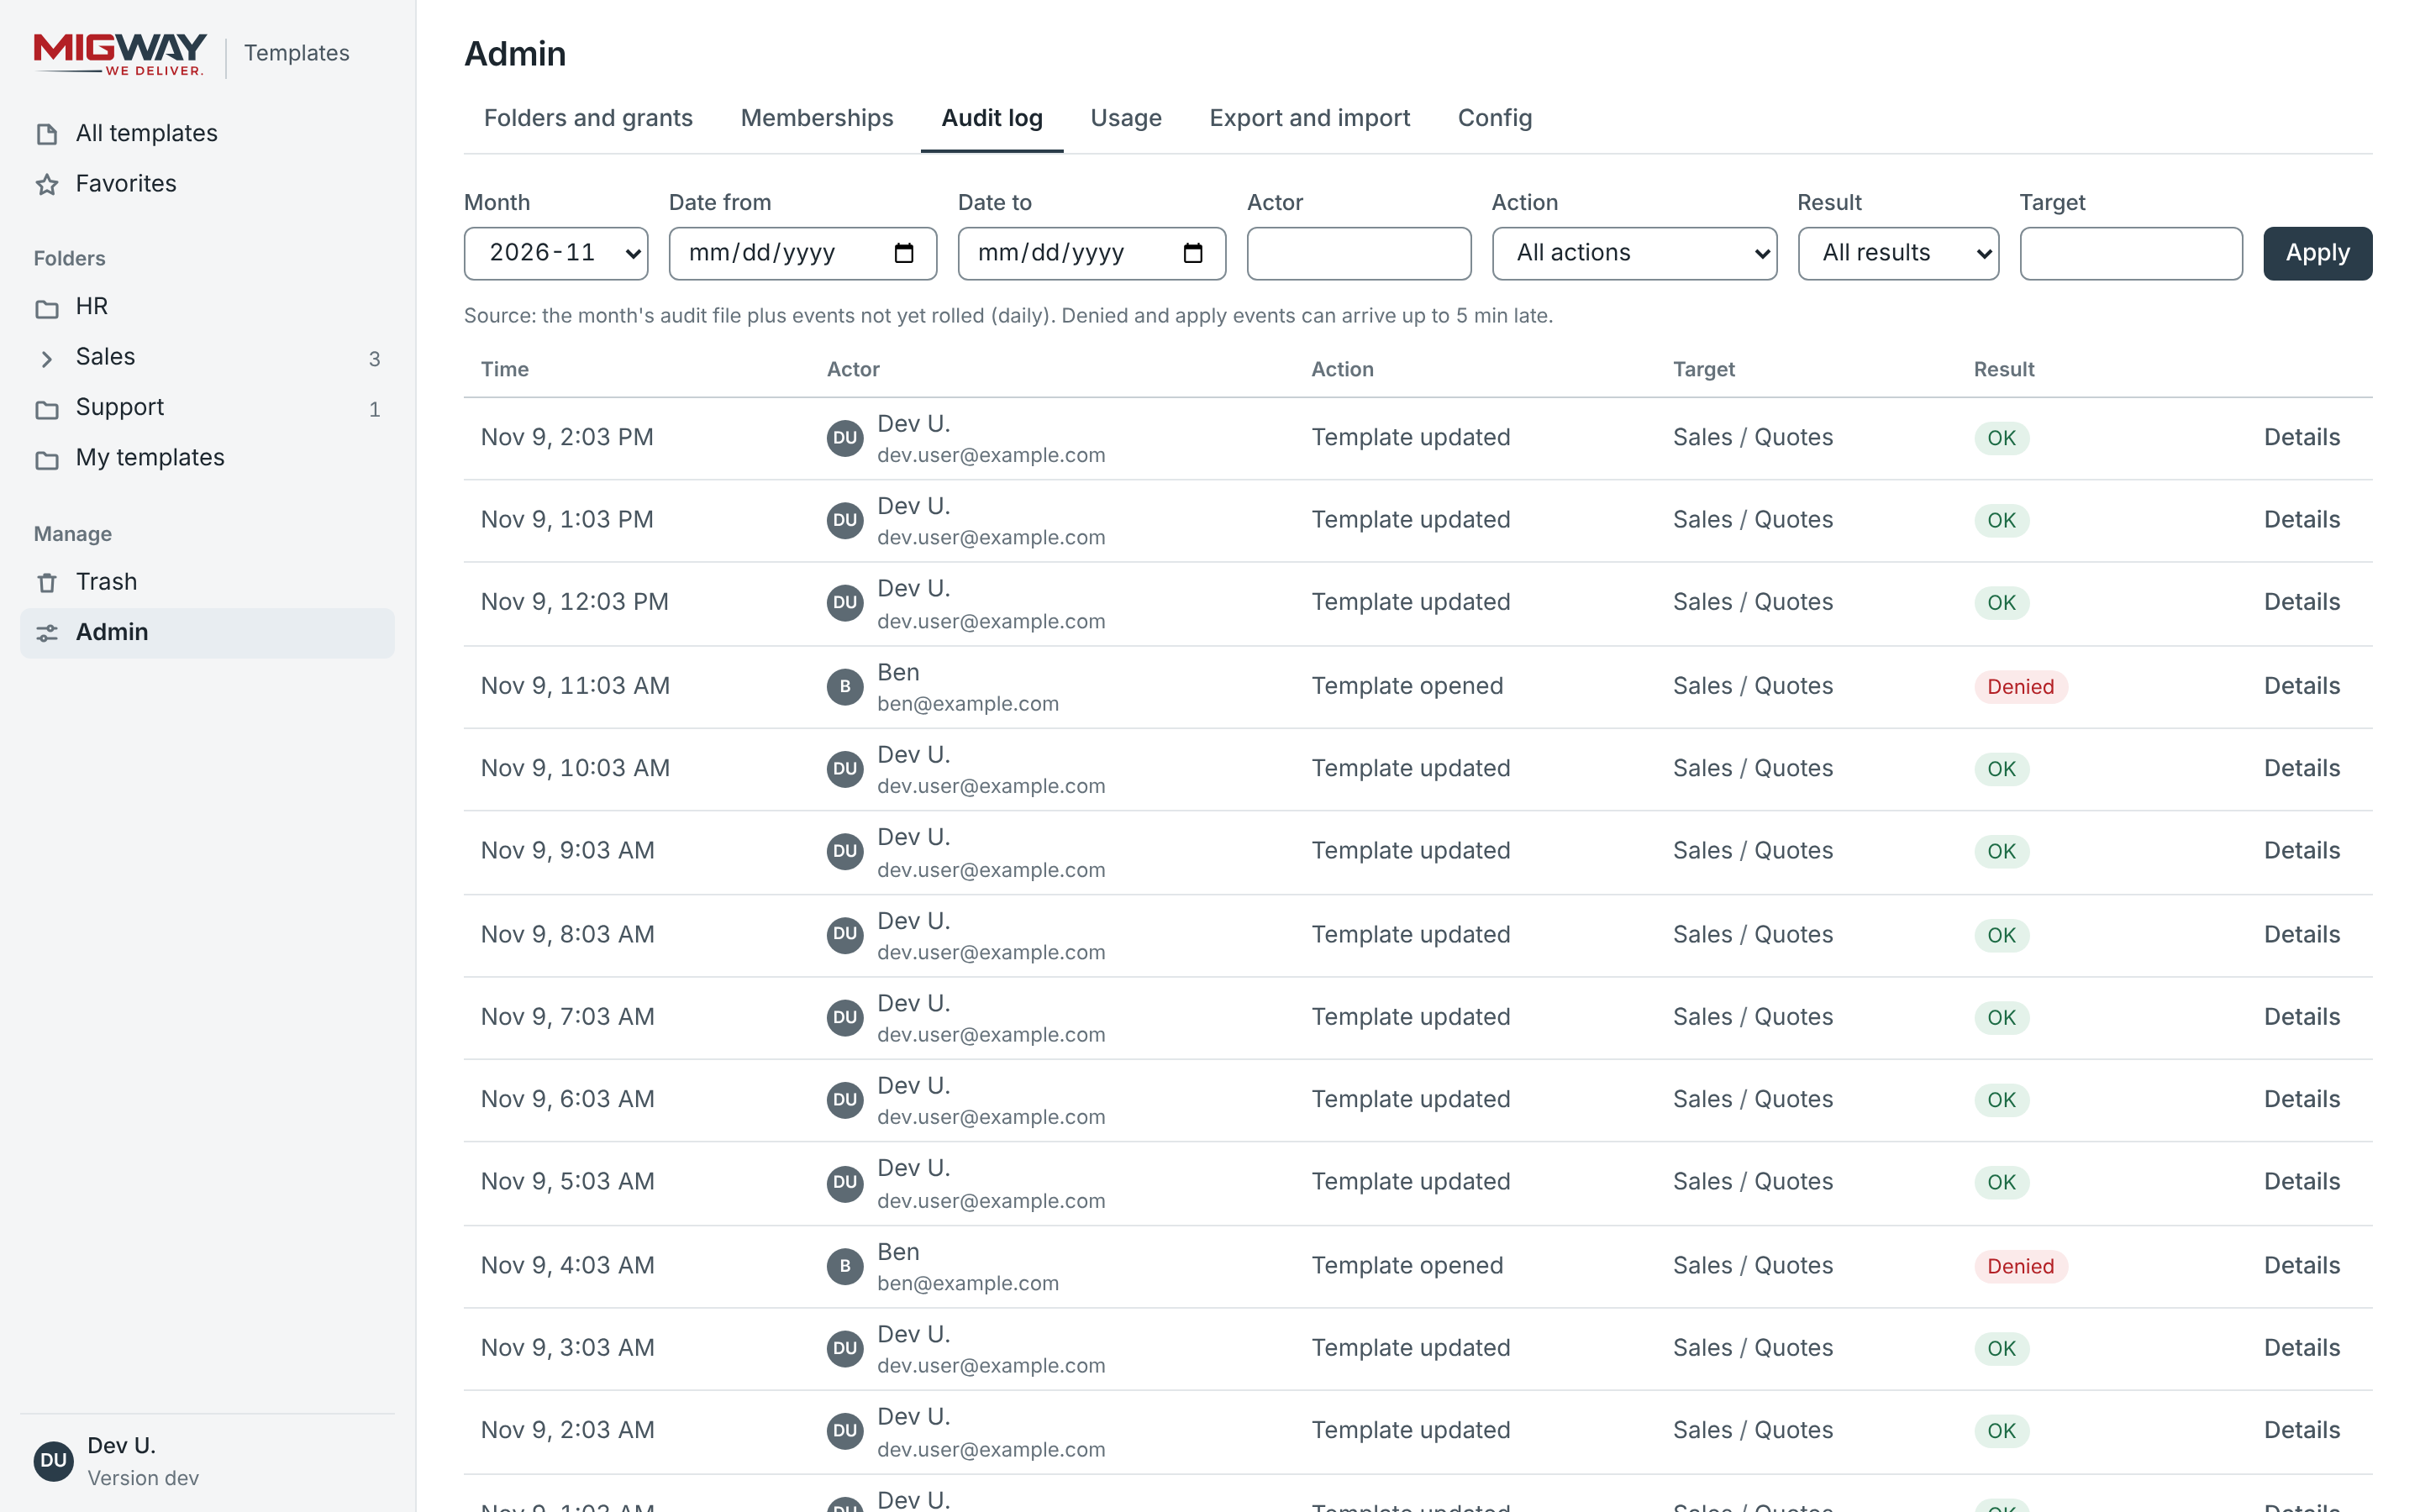 MIGWAY
WE DELIVER.
Templates
All templates
Favorites
Folders
HR
Sales 3
Support 1
My templates
Manage
Trash
Admin
DU Dev U.
Version dev
Admin
Folders and grants Memberships Audit log Usage Export and import Config
Month Date from Date to Actor Action Result Target
2026-11 mm/dd/yyyy mm/dd/yyyy All actions All results Apply
Source: the month's audit file plus events not yet rolled (daily). Denied and apply events can arrive up to 5 min late.
Time Actor Action Target Result
Nov 9, 2:03 PM DU Dev U. Template updated Sales / Quotes OK Details
dev.user@example.com
Nov 9, 1:03 PM DU Dev U. Template updated Sales / Quotes OK Details
dev.user@example.com
Nov 9, 12:03 PM DU Dev U. Template updated Sales / Quotes OK Details
dev.user@example.com
Nov 9, 11:03 AM B Ben Template opened Sales / Quotes Denied Details
ben@example.com
Nov 9, 10:03 AM DU Dev U. Template updated Sales / Quotes OK Details
dev.user@example.com
Nov 9, 9:03 AM DU Dev U. Template updated Sales / Quotes OK Details
dev.user@example.com
Nov 9, 8:03 AM DU Dev U. Template updated Sales / Quotes OK Details
dev.user@example.com
Nov 9, 7:03 AM DU Dev U. Template updated Sales / Quotes OK Details
dev.user@example.com
Nov 9, 6:03 AM DU Dev U. Template updated Sales / Quotes OK Details
dev.user@example.com
Nov 9, 5:03 AM DU Dev U. Template updated Sales / Quotes OK Details
dev.user@example.com
Nov 9, 4:03 AM B Ben Template opened Sales / Quotes Denied Details
ben@example.com
Nov 9, 3:03 AM DU Dev U. Template updated Sales / Quotes OK Details
dev.user@example.com
Nov 9, 2:03 AM DU Dev U. Template updated Sales / Quotes OK Details
dev.user@example.com
Dev U.